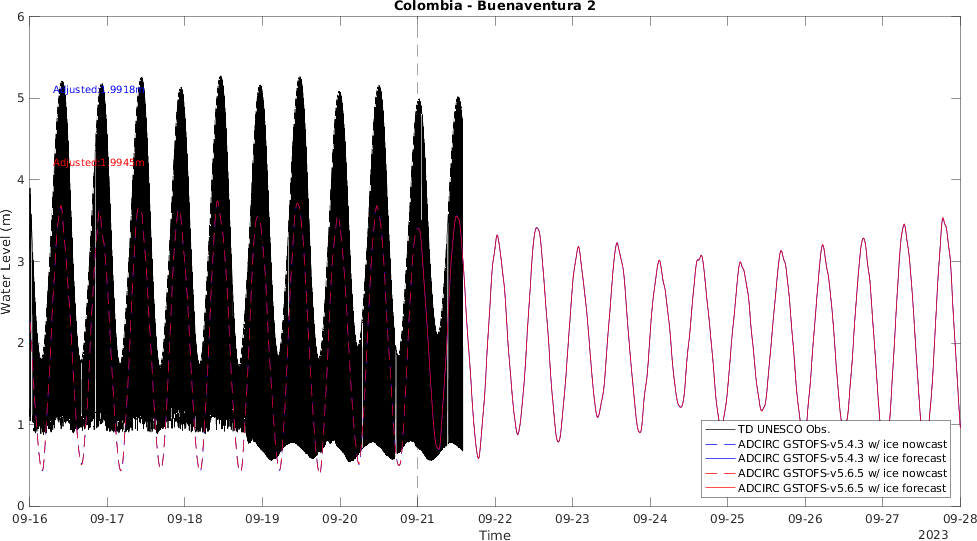 Colombia - Buenaventura 2
6
5
4
3
2
1
0
Water Level (m)
Adjusted:1.9918m
Adjusted:1.9945m
TD UNESCO Obs.
ADCIRC GSTOFS-v5.4.3 w/ ice nowcast
ADCIRC GSTOFS-v5.4.3 w/ ice forecast
ADCIRC GSTOFS-v5.6.5 w/ ice nowcast
ADCIRC GSTOFS-v5.6.5 w/ ice forecast
09-16 09-17 09-18 09-19 09-20 09-21 09-22 09-23 09-24 09-25 09-26 09-27 09-28
Time
2023